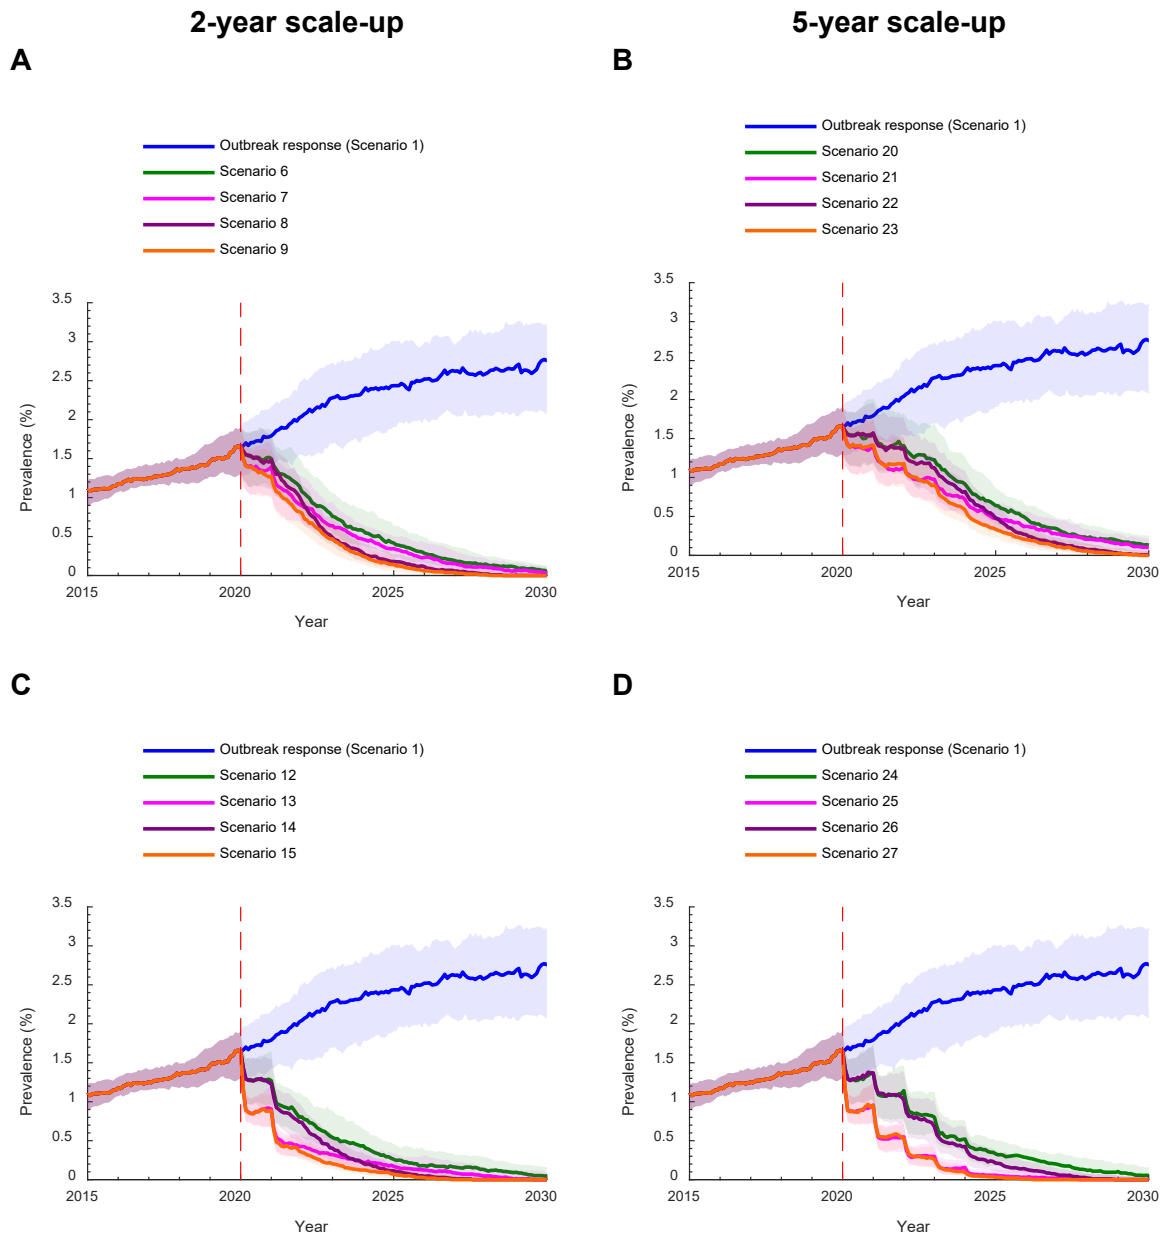 2-year scale-up
5-year scale-up
A
B
Outbreak response (Scenario 1)
Scenario 6
Scenario 7
Scenario 8
Scenario 9
Outbreak response (Scenario 1)
Scenario 20
Scenario 21
Scenario 22
Scenario 23
3.5
3
2.5
2
1.5
1
0.5
0
Prevalence (%)
2015
2020
2025
2030
Year
3.5
3
2.5
2
1.5
1
0.5
0
Prevalence (%)
2015
2020
2025
2030
Year
C
D
Outbreak response (Scenario 1)
Scenario 12
Scenario 13
Scenario 14
Scenario 15
Outbreak response (Scenario 1)
Scenario 24
Scenario 25
Scenario 26
Scenario 27
3.5
3
2.5
2
1.5
1
0.5
0
Prevalence (%)
2015
2020
2025
2030
Year
3.5
3
2.5
2
1.5
1
0.5
0
Prevalence (%)
2015
2020
2025
2030
Year